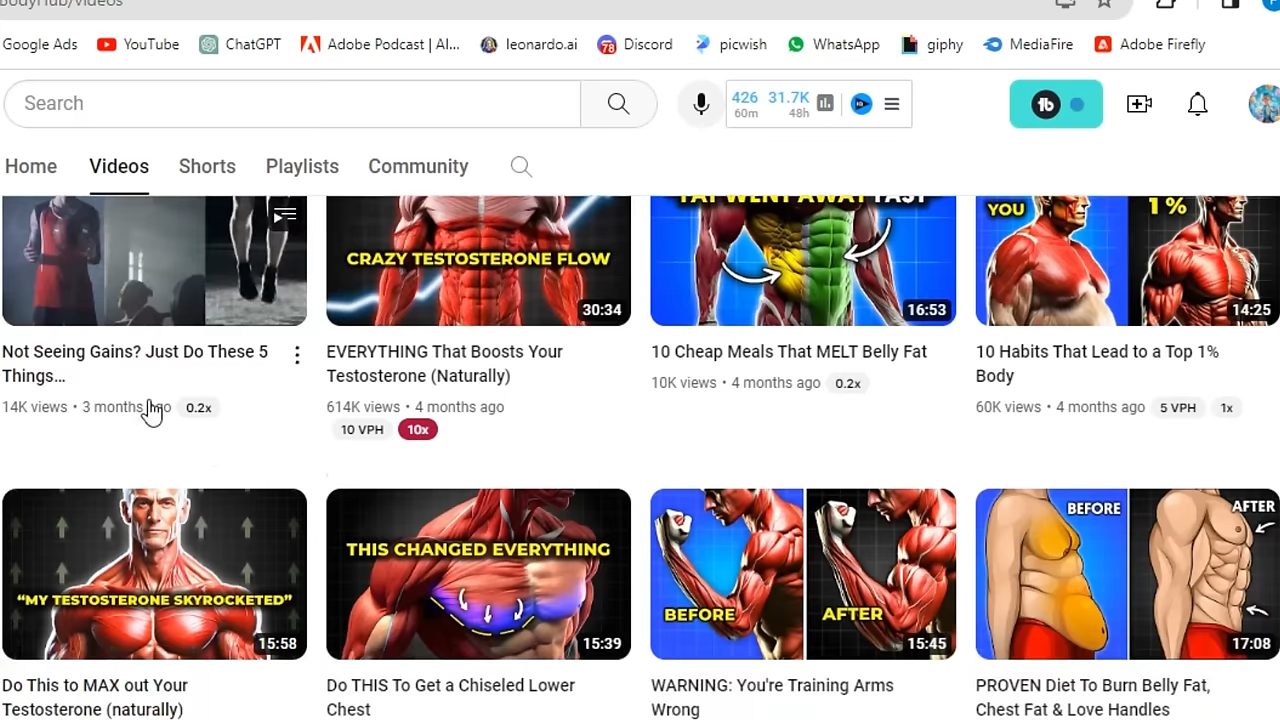 BodyHub/videos
Google Ads YouTube ChatGPT Adobe Podcast | AI... leonardo.ai Discord picwish WhatsApp giphy MediaFire Adobe Firefly
78
Search
426 31.7K
60m 48h
Home Videos Shorts Playlists Community
CRAZY TESTOSTERONE FLOW
30:34
FAT WENT AWAY FAST
16:53
YOU 1%
14:25
Not Seeing Gains? Just Do These 5
Things...
14K views • 3 months ago 0.2x
EVERYTHING That Boosts Your
Testosterone (Naturally)
614K views • 4 months ago
10 VPH 10x
10 Cheap Meals That MELT Belly Fat
10K views • 4 months ago 0.2x
10 Habits That Lead to a Top 1%
Body
60K views • 4 months ago 5 VPH 1x
"MY TESTOSTERONE SKYROCKETED"
15:58
THIS CHANGED EVERYTHING
15:39
BEFORE AFTER
15:45
BEFORE AFTER
17:08
Do This to MAX out Your
Testosterone (naturally)
Do THIS To Get a Chiseled Lower
Chest
WARNING: You're Training Arms
Wrong
PROVEN Diet To Burn Belly Fat,
Chest Fat & Love Handles